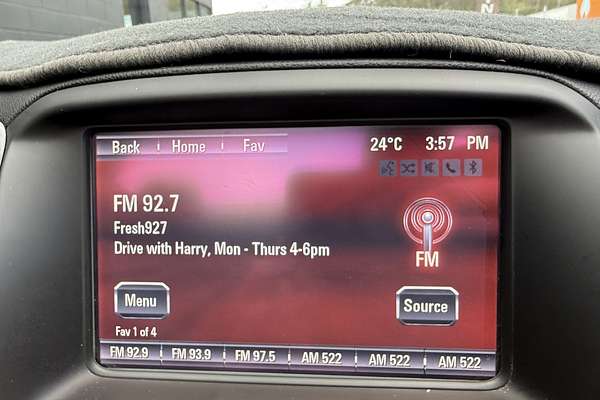 Back Home Fav 24°C 3:57 PM
FM 92.7
Fresh927
Drive with Harry, Mon - Thurs 4-6pm
FM
Menu
Source
Fav 1 of 4
FM 92.9 FM 93.9 FM 97.5 AM 522 AM 522 AM 522